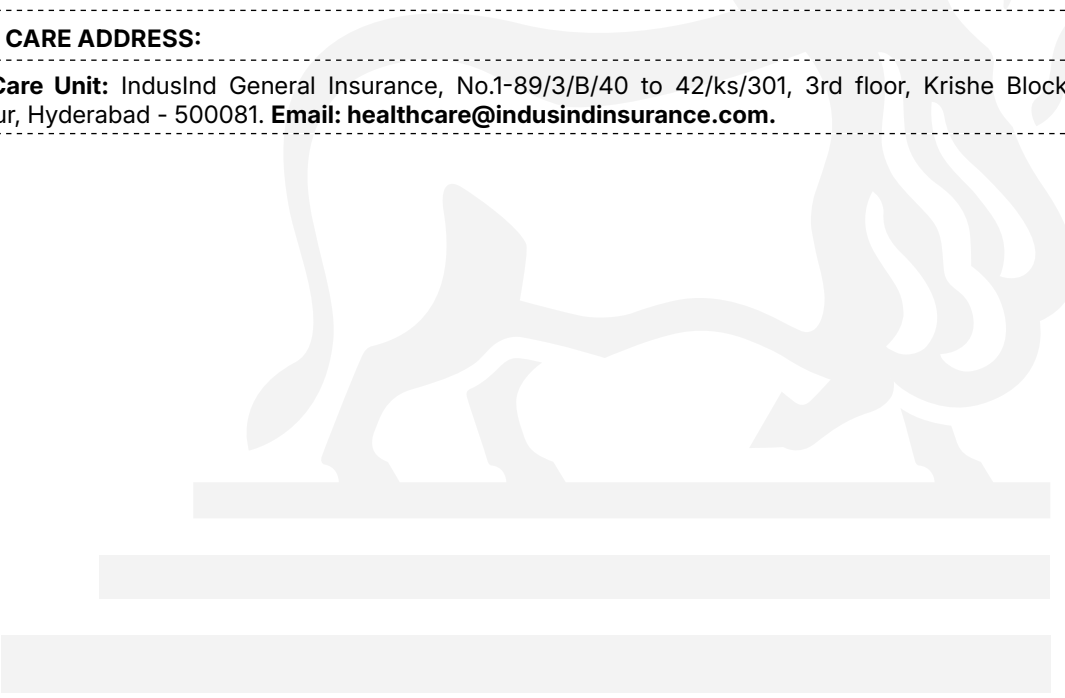 CARE ADDRESS:
Care Unit: IndusInd General Insurance, No.1-89/3/B/40 to 42/ks/301, 3rd floor, Krishe Block
ur, Hyderabad - 500081. Email: healthcare@indusindinsurance.com.